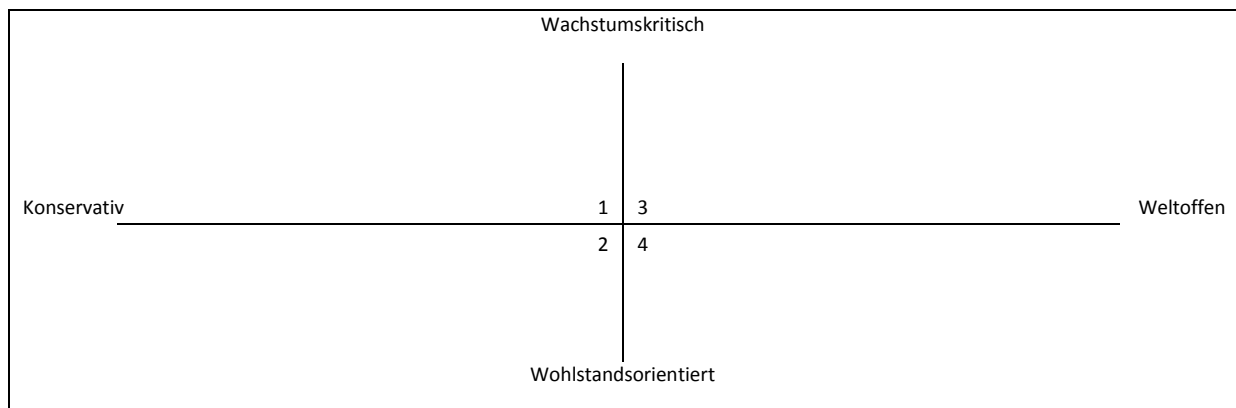 Wachstumskritisch
Konservativ 1 3 Weltoffen
2 4
Wohlstandsorientiert